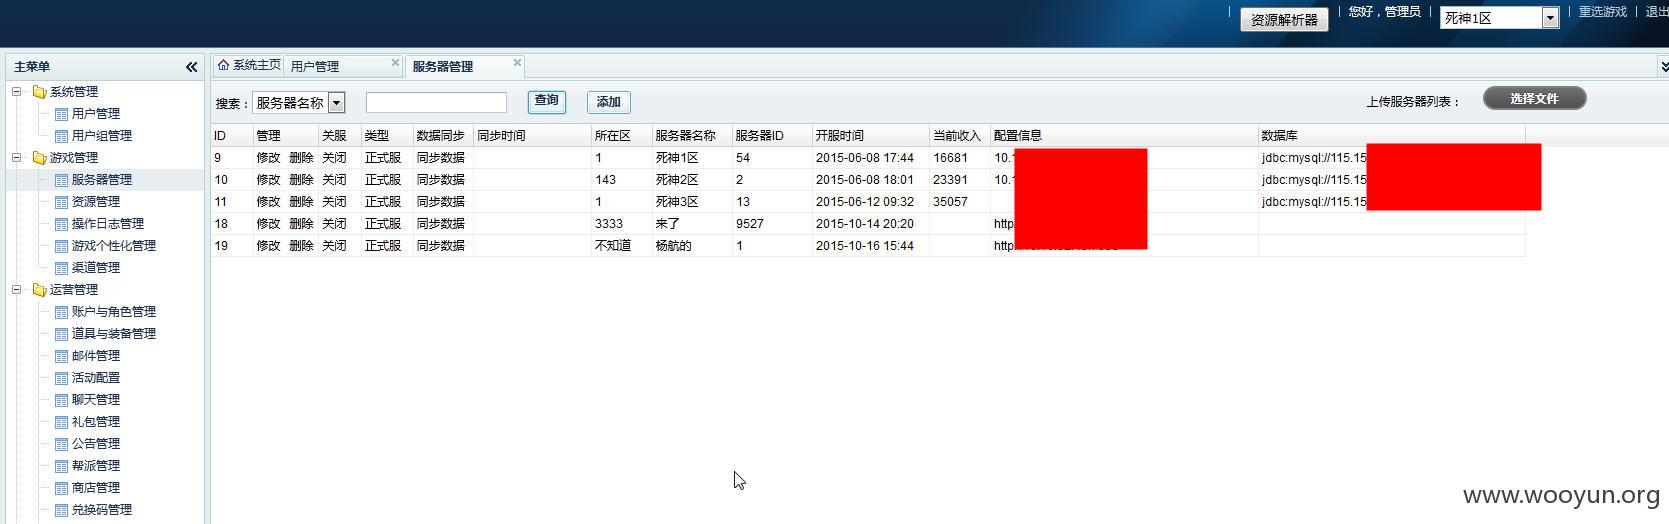 资源解析器 | 您好，管理员 | 死神1区 | 重选游戏 | 退出
主菜单
系统主页 用户管理 服务器管理
系统管理
用户管理
用户组管理
游戏管理
服务器管理
资源管理
操作日志管理
游戏个性化管理
渠道管理
运营管理
账户与角色管理
道具与装备管理
邮件管理
活动配置
聊天管理
礼包管理
公告管理
帮派管理
商店管理
兑换码管理
搜索： 服务器名称 查询 添加 上传服务器列表： 选择文件
ID 管理 关服 类型 数据同步 同步时间 所在区 服务器名称 服务器ID 开服时间 当前收入 配置信息 数据库
9 修改 删除 关闭 正式服 同步数据 1 死神1区 54 2015-06-08 17:44 16681 10. jdbc:mysql://115.15
10 修改 删除 关闭 正式服 同步数据 143 死神2区 2 2015-06-08 18:01 23391 10. jdbc:mysql://115.15
11 修改 删除 关闭 正式服 同步数据 1 死神3区 13 2015-06-12 09:32 35057 jdbc:mysql://115.15
18 修改 删除 关闭 正式服 同步数据 3333 来了 9527 2015-10-14 20:20 http
19 修改 删除 关闭 正式服 同步数据 不知道 杨航的 1 2015-10-16 15:44 http
www.wooyun.org